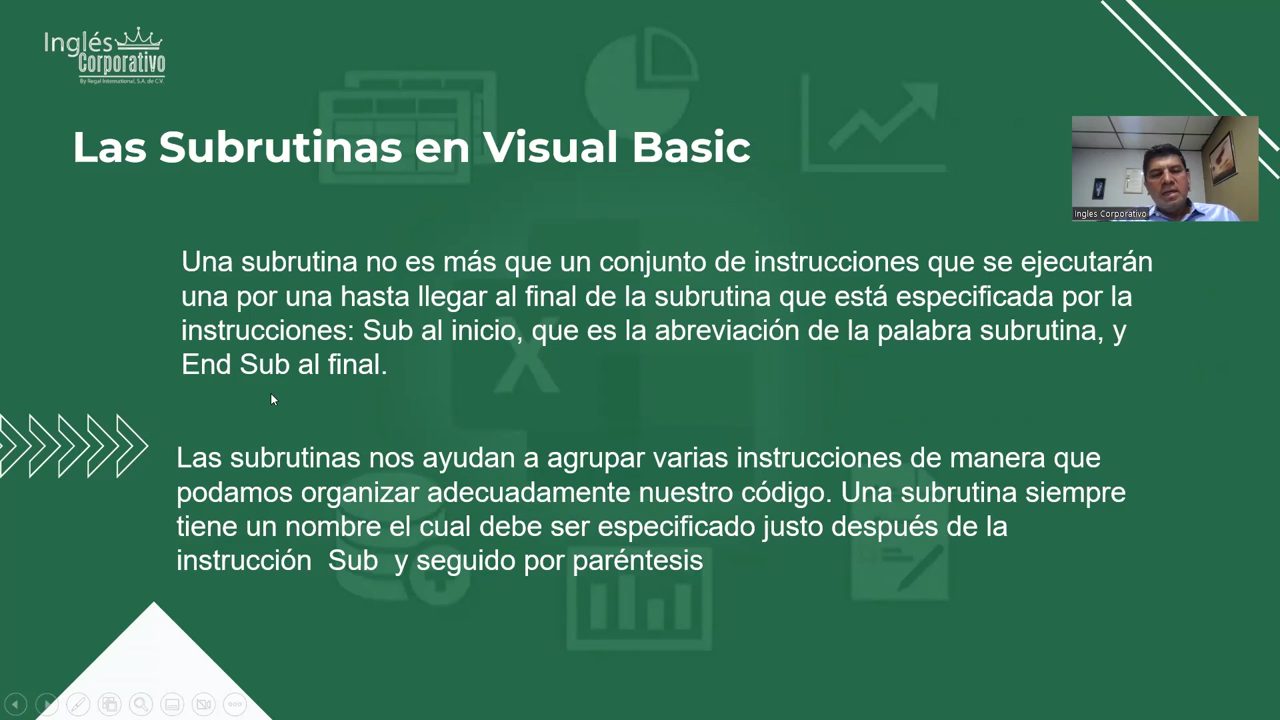 Inglés
Corporativo
By Regal International, S.A. de C.V.
Las Subrutinas en Visual Basic
Ingles Corporativo
Una subrutina no es más que un conjunto de instrucciones que se ejecutarán
una por una hasta llegar al final de la subrutina que está especificada por la
instrucciones: Sub al inicio, que es la abreviación de la palabra subrutina, y
End Sub al final.
Las subrutinas nos ayudan a agrupar varias instrucciones de manera que
podamos organizar adecuadamente nuestro código. Una subrutina siempre
tiene un nombre el cual debe ser especificado justo después de la
instrucción  Sub  y seguido por paréntesis